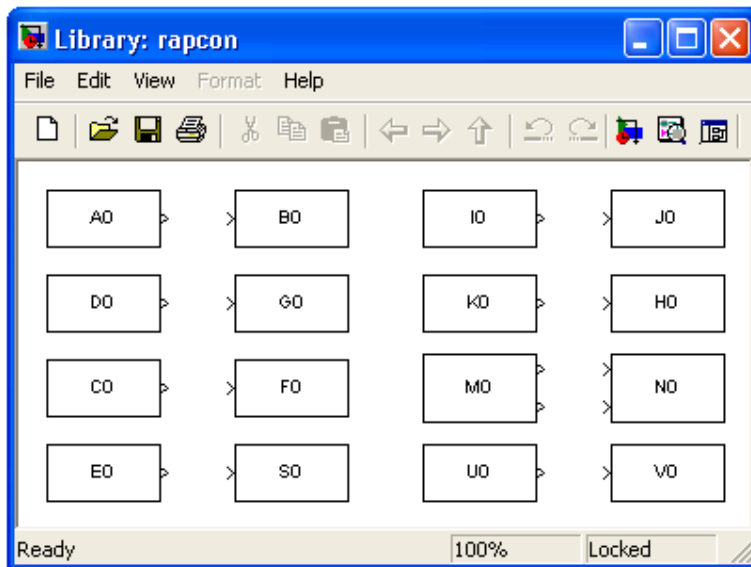 Library: rapcon
File Edit View Format Help
A0 B0 I0 J0
D0 G0 K0 H0
C0 F0 M0 N0
E0 S0 U0 V0
Ready 100% Locked